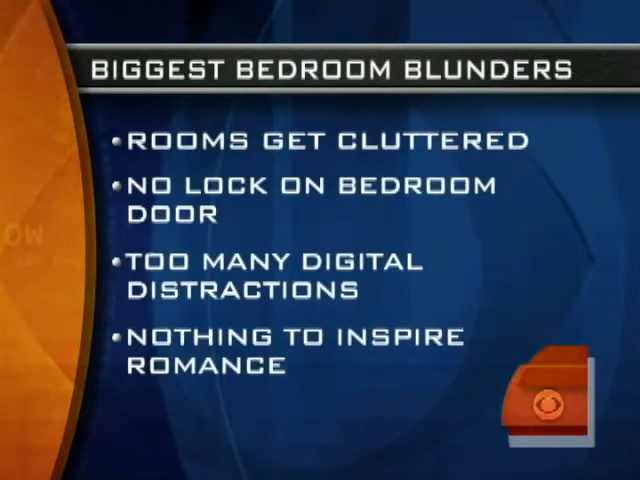 BIGGEST BEDROOM BLUNDERS
•ROOMS GET CLUTTERED
•NO LOCK ON BEDROOM
DOOR
OW
•TOO MANY DIGITAL
DISTRACTIONS
•NOTHING TO INSPIRE
ROMANCE